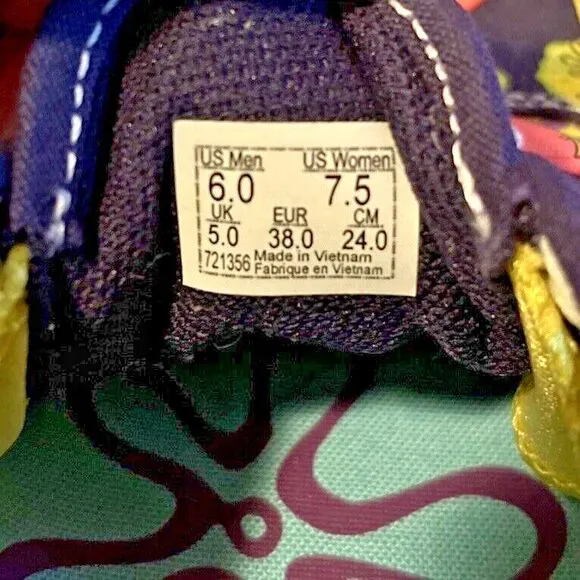 US Men US Women
6.0 7.5
UK EUR CM
5.0 38.0 24.0
721356 Made in Vietnam
Fabrique en Vietnam